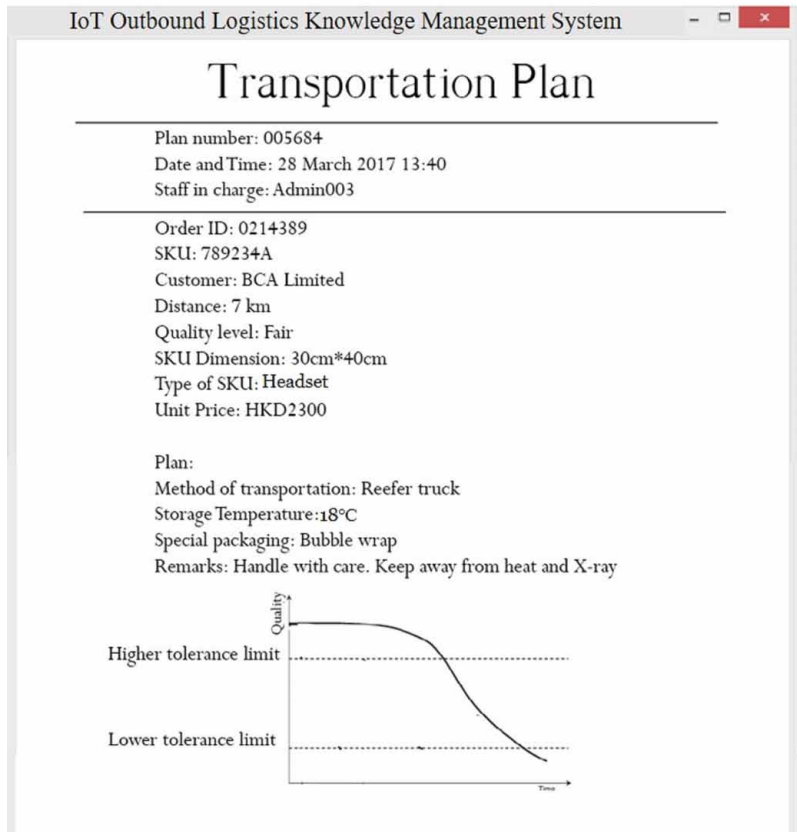 IoT Outbound Logistics Knowledge Management System
Transportation Plan
Plan number: 005684
Date and Time: 28 March 2017 13:40
Staff in charge: Admin003
Order ID: 0214389
SKU: 789234A
Customer: BCA Limited
Distance: 7 km
Quality level: Fair
SKU Dimension: 30cm*40cm
Type of SKU: Headset
Unit Price: HKD2300
Plan:
Method of transportation: Reefer truck
Storage Temperature:18°C
Special packaging: Bubble wrap
Remarks: Handle with care. Keep away from heat and X-ray
Quality
Higher tolerance limit
Lower tolerance limit
Time